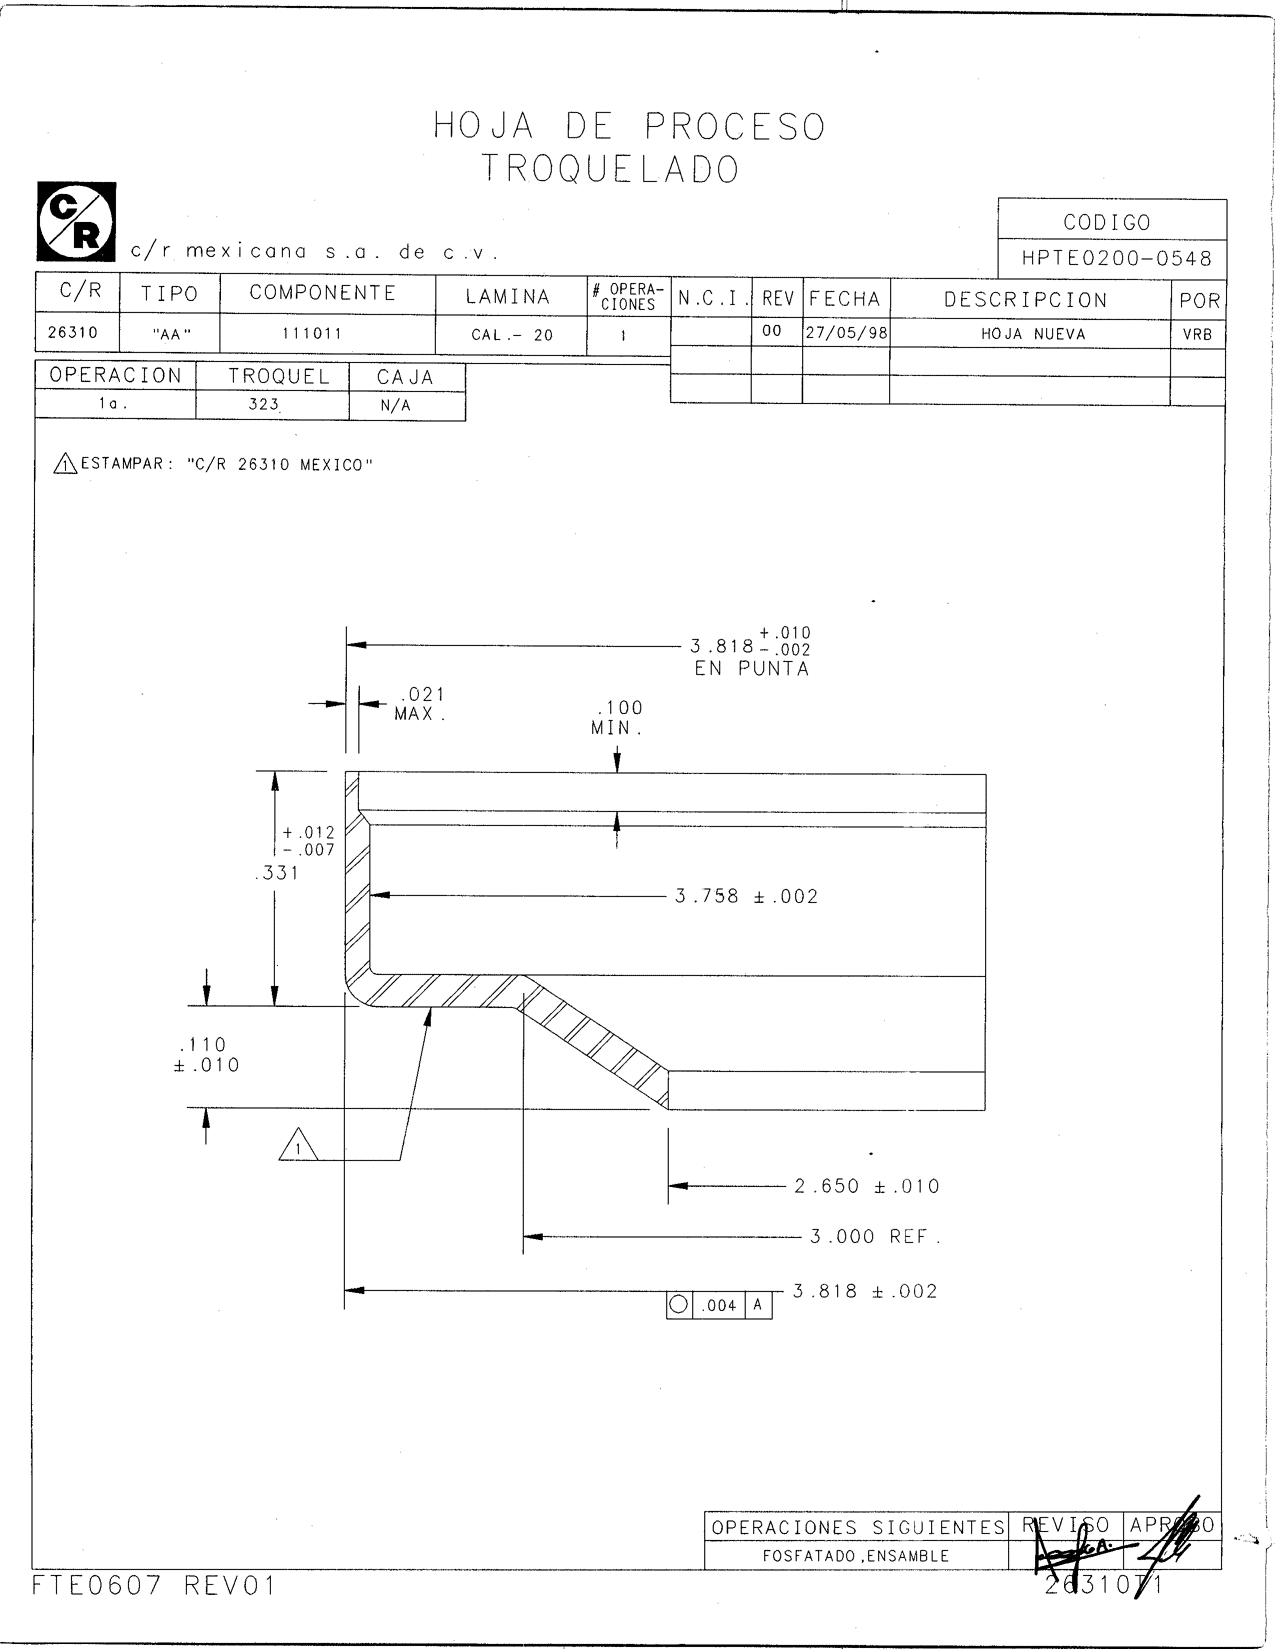 HOJA DE PROCESO
TROQUELADO
C/R
c/r mexicana s.a. de c.v.
CODIGO
HPTE0200-0548
C/R TIPO COMPONENTE LAMINA # OPERA-CIONES N.C.I. REV FECHA DESCRIPCION POR
26310 "AA" 111011 CAL.- 20 1 00 27/05/98 HOJA NUEVA VRB
OPERACION TROQUEL CAJA
1a. 323 N/A
1 ESTAMPAR: "C/R 26310 MEXICO"
3.818 +.010 -.002
EN PUNTA
.021
MAX.
.100
MIN.
+.012
-.007
.331
3.758 ±.002
.110
±.010
1
2.650 ±.010
3.000 REF.
3.818 ±.002
.004 A
OPERACIONES SIGUIENTES REVISO APROBO
FOSFATADO,ENSAMBLE
FTE0607 REV01
26310T1